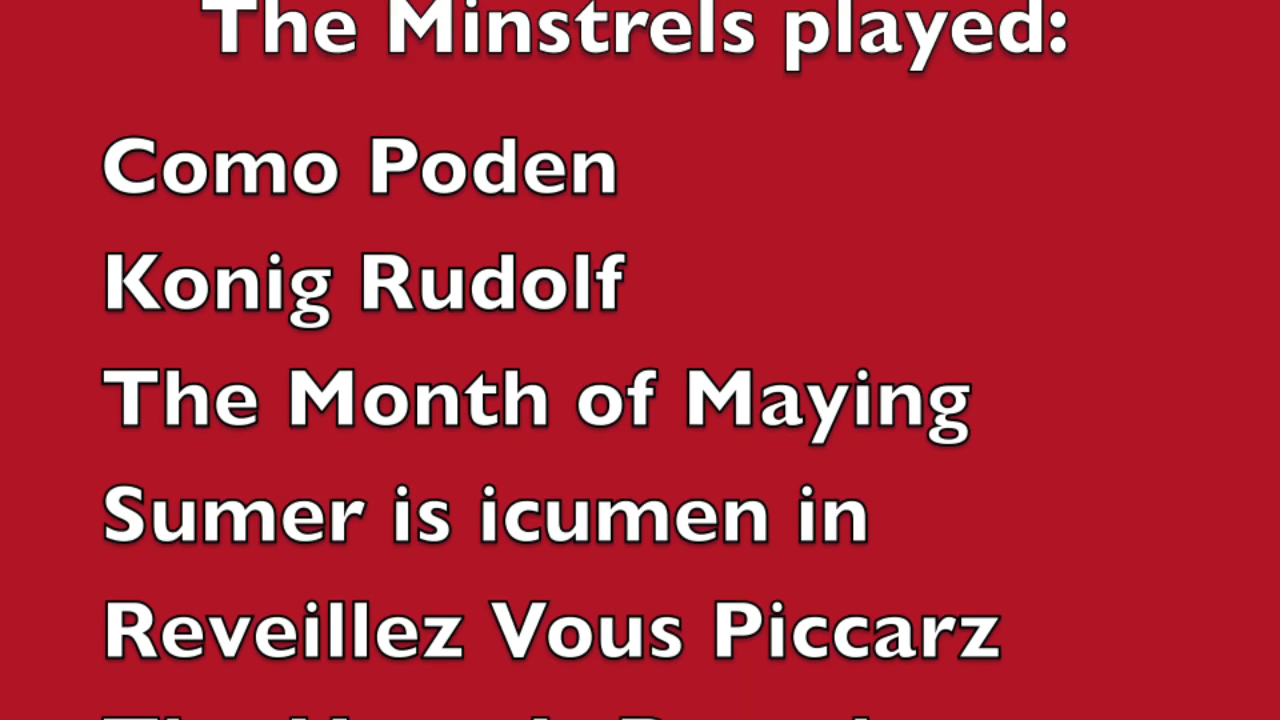 The Minstrels played:
Como Poden
Konig Rudolf
The Month of Maying
Sumer is icumen in
Reveillez Vous Piccarz